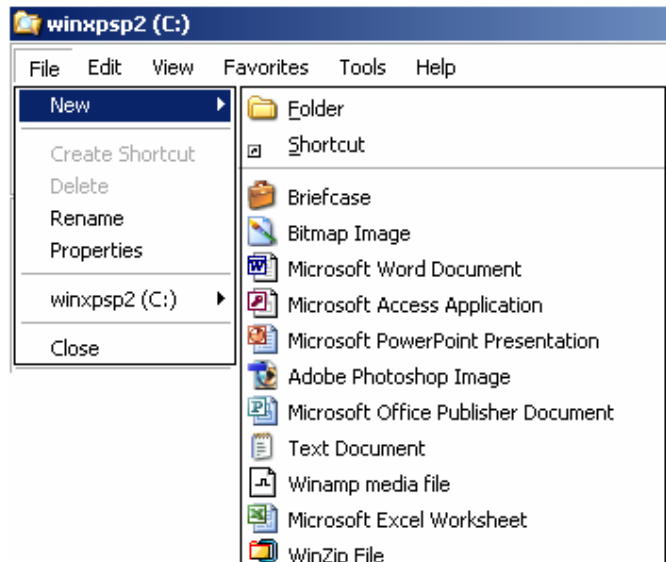 winxpsp2 (C:)
File Edit View Favorites Tools Help
New
Create Shortcut
Delete
Rename
Properties
winxpsp2 (C:)
Close
Folder
Shortcut
Briefcase
Bitmap Image
Microsoft Word Document
Microsoft Access Application
Microsoft PowerPoint Presentation
Adobe Photoshop Image
Microsoft Office Publisher Document
Text Document
Winamp media file
Microsoft Excel Worksheet
WinZip File